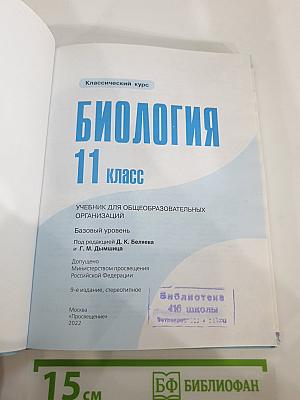 Классический курс
БИОЛОГИЯ
11 класс
УЧЕБНИК ДЛЯ ОБЩЕОБРАЗОВАТЕЛЬНЫХ
ОРГАНИЗАЦИЙ
Базовый уровень
Под редакцией Д. К. Беляева
и Г. М. Дымшица
Допущено
Министерством просвещения
Российской Федерации
9-е издание, стереотипное
Библиотека
416 школы
Москва
«Просвещение»
2022
15 см
БФ БИБЛИОФАН